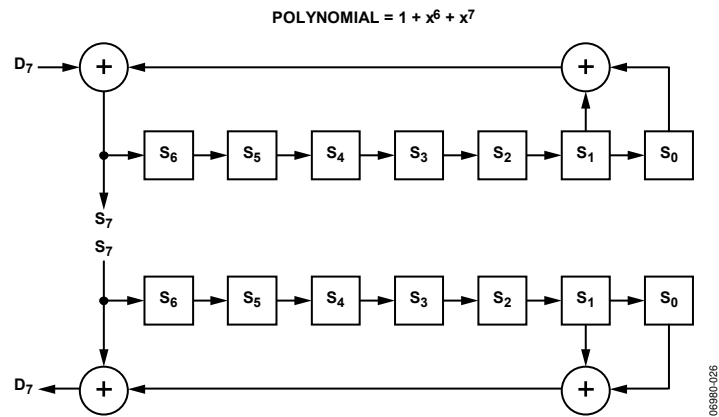 POLYNOMIAL = 1 + x⁶ + x⁷
D₇ + +
S₆ S₅ S₄ S₃ S₂ S₁ S₀
S₇
S₇
S₆ S₅ S₄ S₃ S₂ S₁ S₀
D₇ + +
06980-026